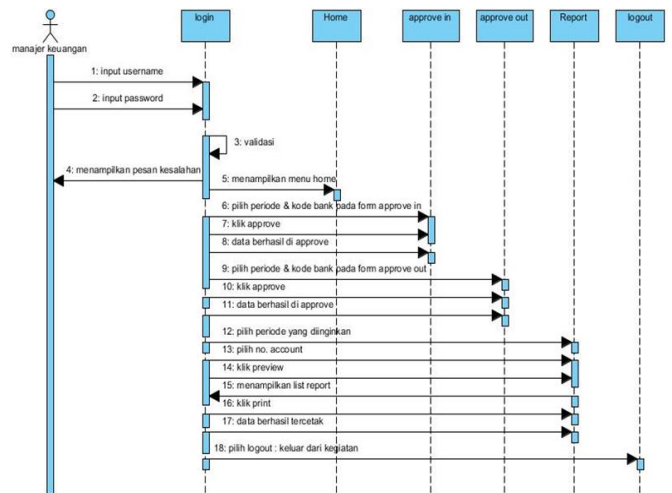 login
Home
approve in
approve out
Report
logout
manajer keuangan
1: input username
2: input password
3: validasi
4: menampilkan pesan kesalahan
5: menampilkan menu home
6: pilih periode & kode bank pada form approve in
7: klik approve
8: data berhasil di approve
9: pilih periode & kode bank pada form approve out
10: klik approve
11: data berhasil di approve
12: pilih periode yang diinginkan
13: pilih no. account
14: klik preview
15: menampilkan list report
16: klik print
17: data berhasil tercetak
18: pilih logout : keluar dari kegiatan